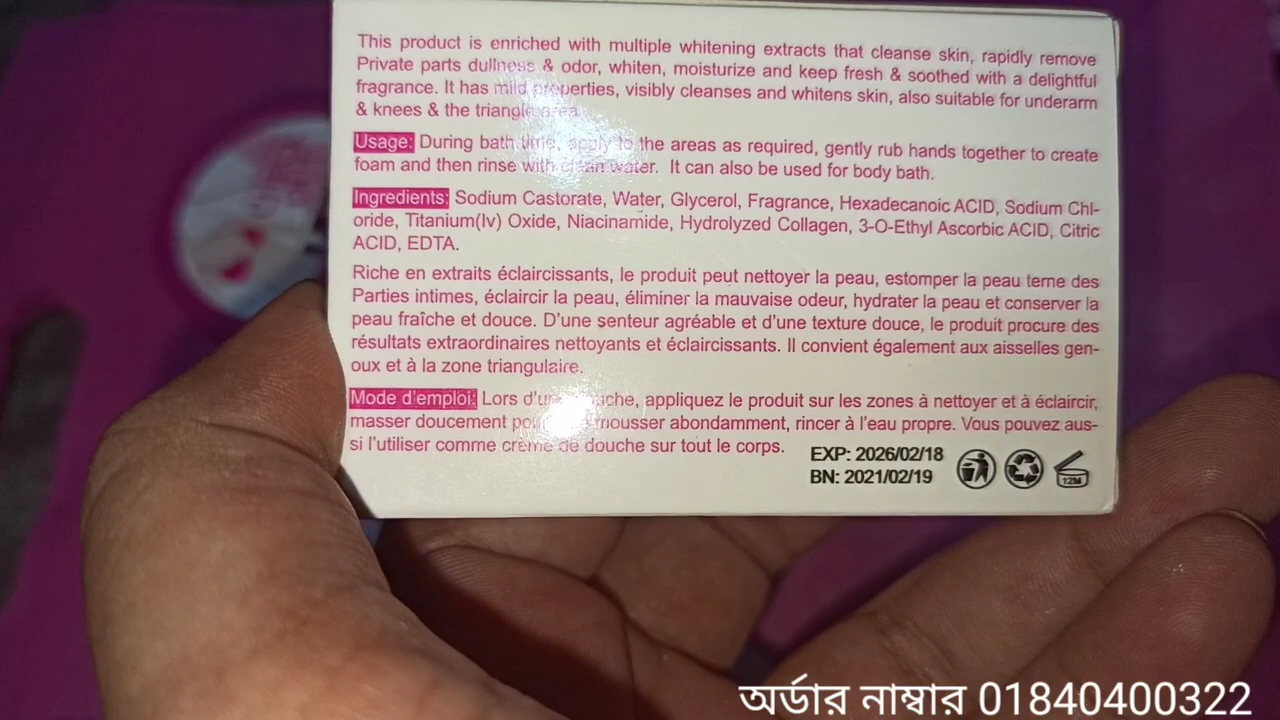 This product is enriched with multiple whitening extracts that cleanse skin, rapidly remove
Private parts dullness & odor, whiten, moisturize and keep fresh & soothed with a delightful
fragrance. It has mild properties, visibly cleanses and whitens skin, also suitable for underarm
& knees & the triangle area.
Usage: During bath time, apply to the areas as required, gently rub hands together to create
foam and then rinse with clean water. It can also be used for body bath.
Ingredients: Sodium Castorate, Water, Glycerol, Fragrance, Hexadecanoic ACID, Sodium Chl-
oride, Titanium(Iv) Oxide, Niacinamide, Hydrolyzed Collagen, 3-O-Ethyl Ascorbic ACID, Citric
ACID, EDTA.
Riche en extraits éclaircissants, le produit peut nettoyer la peau, estomper la peau terne des
Parties intimes, éclaircir la peau, éliminer la mauvaise odeur, hydrater la peau et conserver la
peau fraîche et douce. D'une senteur agréable et d'une texture douce, le produit procure des
résultats extraordinaires nettoyants et éclaircissants. Il convient également aux aisselles gen-
oux et à la zone triangulaire.
Mode d'emploi: Lors d'une douche, appliquez le produit sur les zones à nettoyer et à éclaircir,
masser doucement mousser abondamment, rincer à l'eau propre. Vous pouvez aus-
si l'utiliser comme crème de douche sur tout le corps.
EXP: 2026/02/18
BN: 2021/02/19
12M
অর্ডার নাম্বার 01840400322